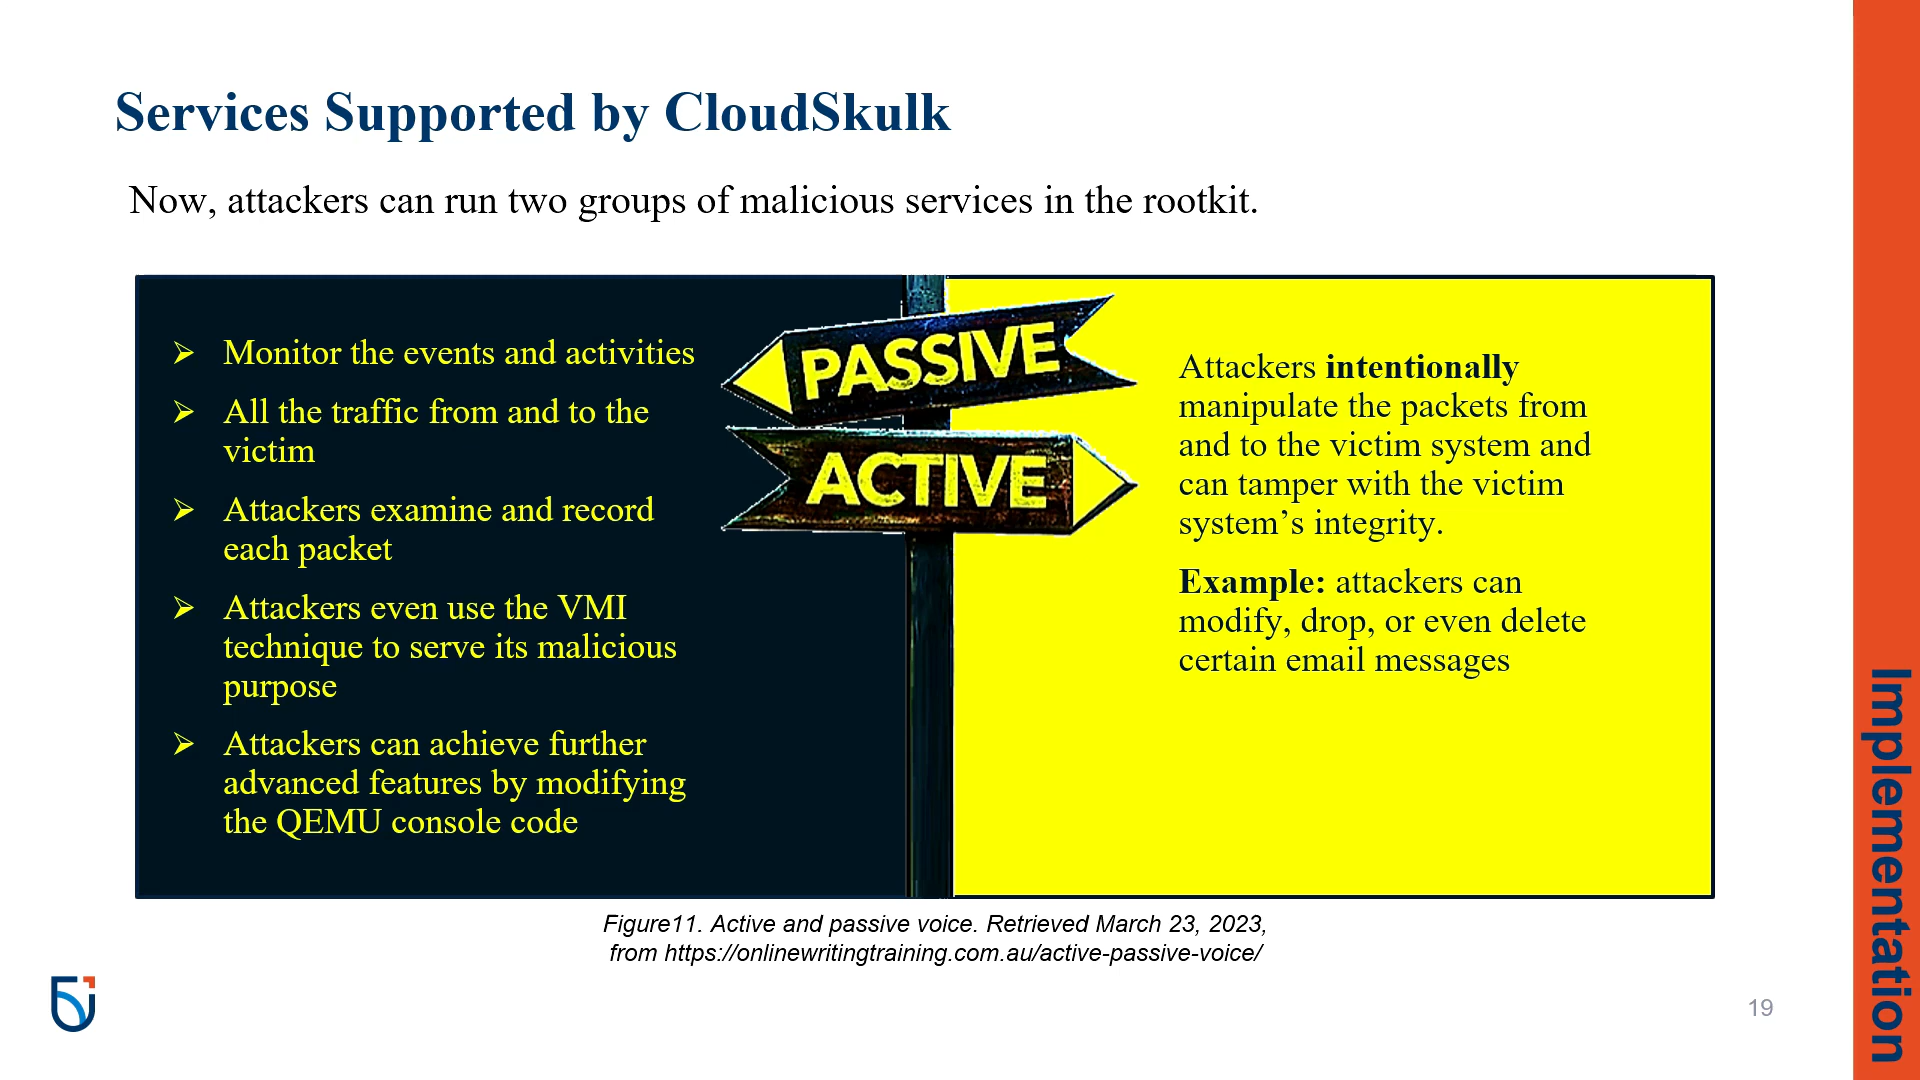 Services Supported by CloudSkulk
Now, attackers can run two groups of malicious services in the rootkit.
Monitor the events and activities
All the traffic from and to the
victim
Attackers examine and record
each packet
Attackers even use the VMI
technique to serve its malicious
purpose
Attackers can achieve further
advanced features by modifying
the QEMU console code
PASSIVE
ACTIVE
Attackers intentionally
manipulate the packets from
and to the victim system and
can tamper with the victim
system’s integrity.
Example: attackers can
modify, drop, or even delete
certain email messages
Figure11. Active and passive voice. Retrieved March 23, 2023,
from https://onlinewritingtraining.com.au/active-passive-voice/
19
Implementation